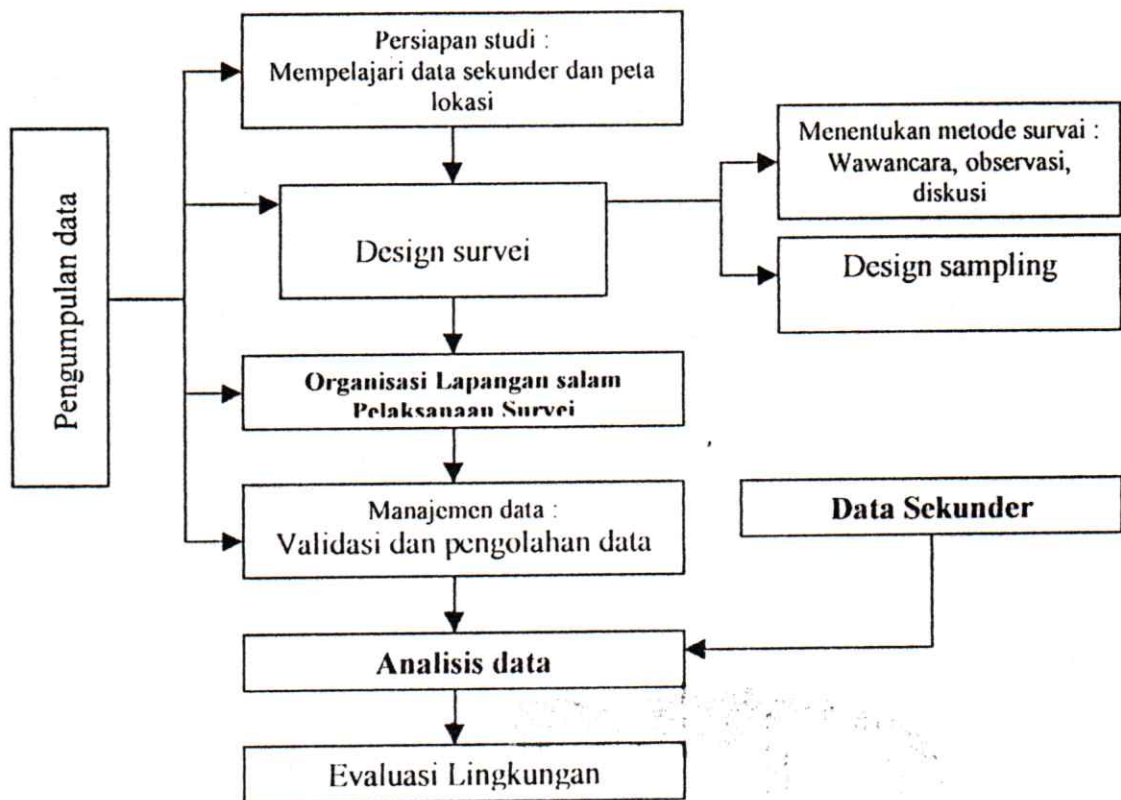 Persiapan studi :
Mempelajari data sekunder dan peta
lokasi
Pengumpulan data
Menentukan metode survai :
Wawancara, observasi,
diskusi
Design survei
Design sampling
Organisasi Lapangan salam
Pelaksanaan Survei
Manajemen data :
Validasi dan pengolahan data
Data Sekunder
Analisis data
Evaluasi Lingkungan